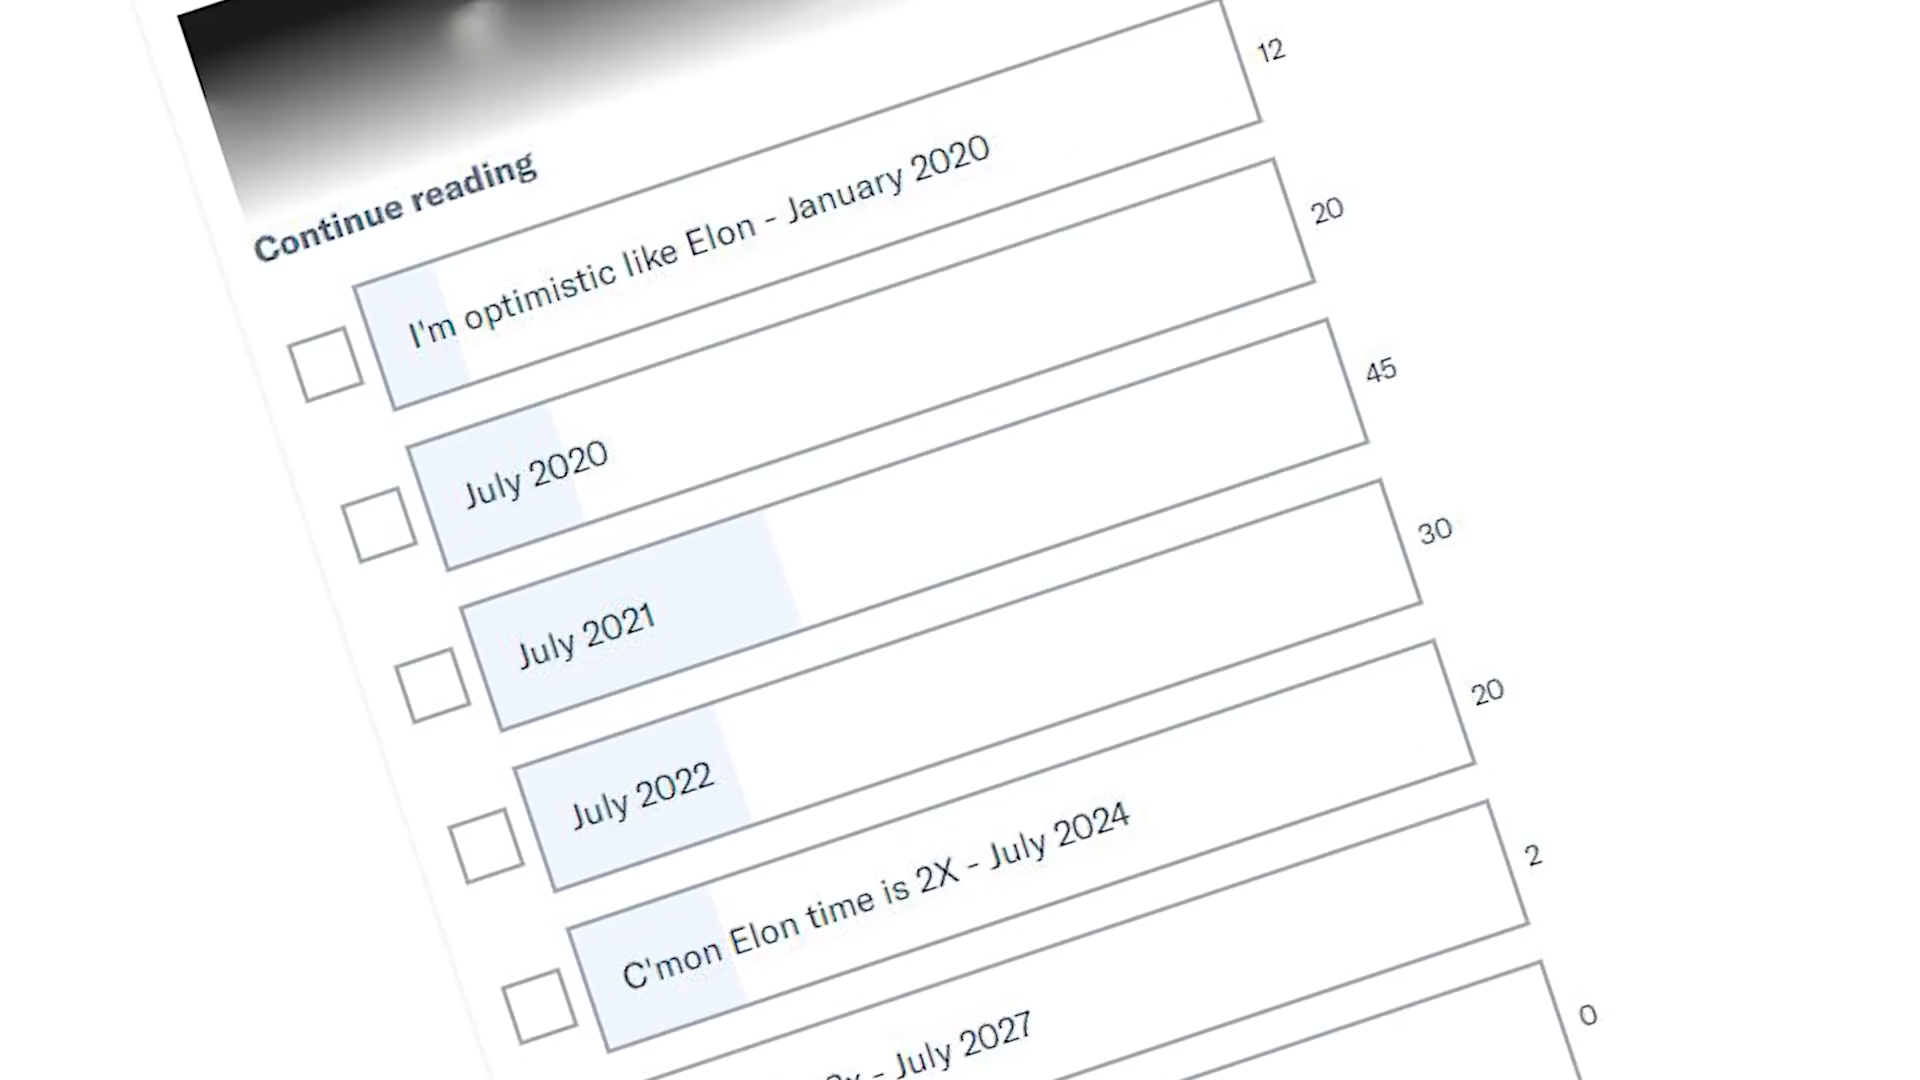 Continue reading
I'm optimistic like Elon - January 2020
12
July 2020
20
July 2021
45
July 2022
30
C'mon Elon time is 2X - July 2024
20
- July 2027
2
0